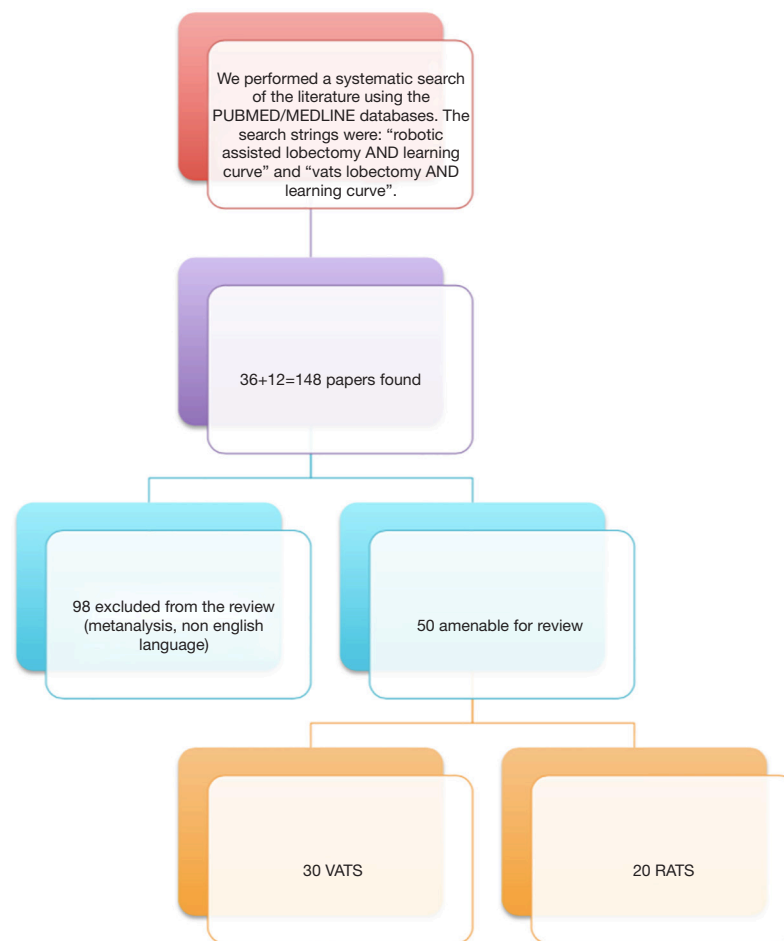 We performed a systematic search
of the literature using the
PUBMED/MEDLINE databases. The
search strings were: “robotic
assisted lobectomy AND learning
curve” and “vats lobectomy AND
learning curve”.
36+12=148 papers found
98 excluded from the review
(metanalysis, non english
language)
50 amenable for review
30 VATS
20 RATS